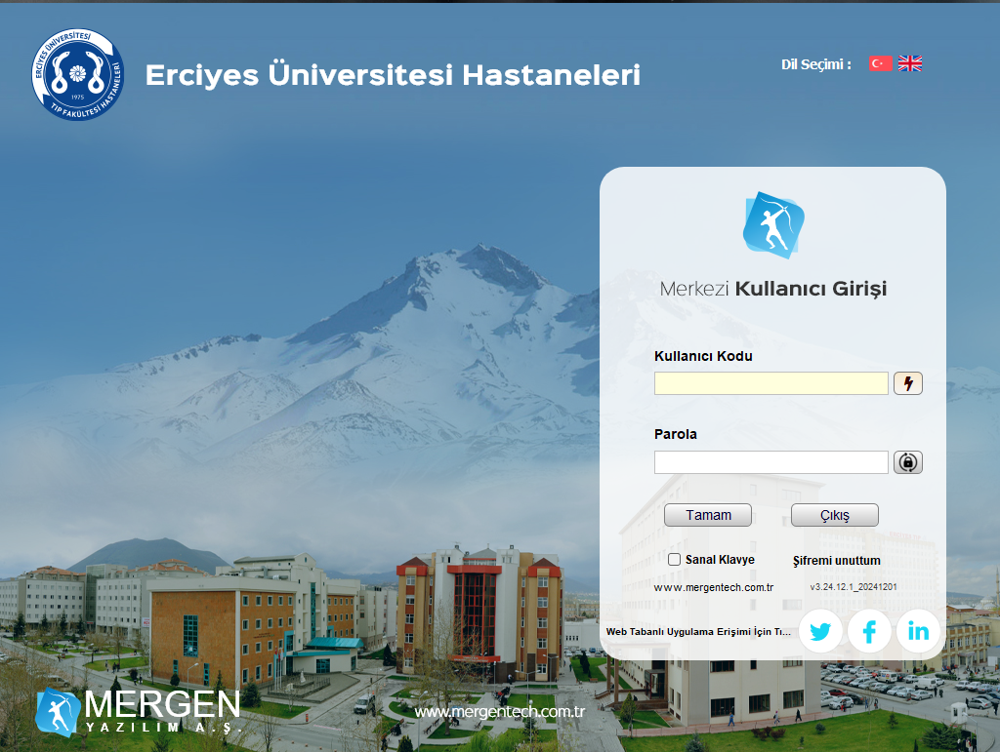 ERCİYES ÜNİVERSİTESİ
1975
TIP FAKÜLTESİ HASTANELERİ
Erciyes Üniversitesi Hastaneleri
Dil Seçimi :
Merkezi Kullanıcı Girişi
Kullanıcı Kodu
Parola
Tamam
Çıkış
Sanal Klavye
Şifremi unuttum
www.mergentech.com.tr
v3.24.12.1_20241201
Web Tabanlı Uygulama Erişimi İçin Tı...
in
MERGEN
YAZILIM A.Ş.
www.mergentech.com.tr